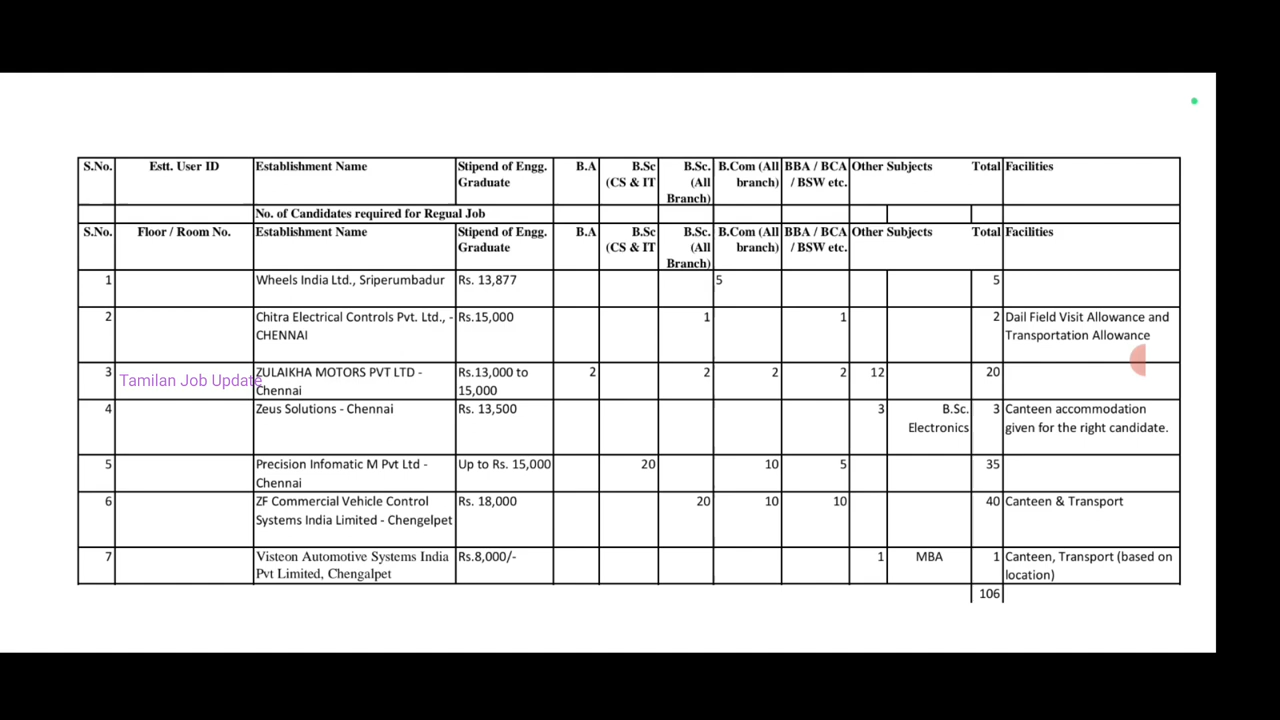 S.No. Estt. User ID Establishment Name Stipend of Engg. B.A B.Sc B.Sc. B.Com (All BBA / BCA Other Subjects Total Facilities
Graduate (CS & IT (All branch) / BSW etc.
Branch)
No. of Candidates required for Regual Job
S.No. Floor / Room No. Establishment Name Stipend of Engg. B.A B.Sc B.Sc. B.Com (All BBA / BCA Other Subjects Total Facilities
Graduate (CS & IT (All branch) / BSW etc.
Branch)
1 Wheels India Ltd., Sriperumbadur Rs. 13,877 5 5
2 Chitra Electrical Controls Pvt. Ltd., - Rs.15,000 1 1 2 Dail Field Visit Allowance and
CHENNAI Transportation Allowance
3 ZULAIKHA MOTORS PVT LTD - Rs.13,000 to 2 2 2 2 12 20
Tamilan Job Update
Chennai 15,000
4 Zeus Solutions - Chennai Rs. 13,500 3 B.Sc. 3 Canteen accommodation
Electronics given for the right candidate.
5 Precision Infomatic M Pvt Ltd - Up to Rs. 15,000 20 10 5 35
Chennai
6 ZF Commercial Vehicle Control Rs. 18,000 20 10 10 40 Canteen & Transport
Systems India Limited - Chengelpet
7 Visteon Automotive Systems India Rs.8,000/- 1 MBA 1 Canteen, Transport (based on
Pvt Limited, Chengalpet location)
106